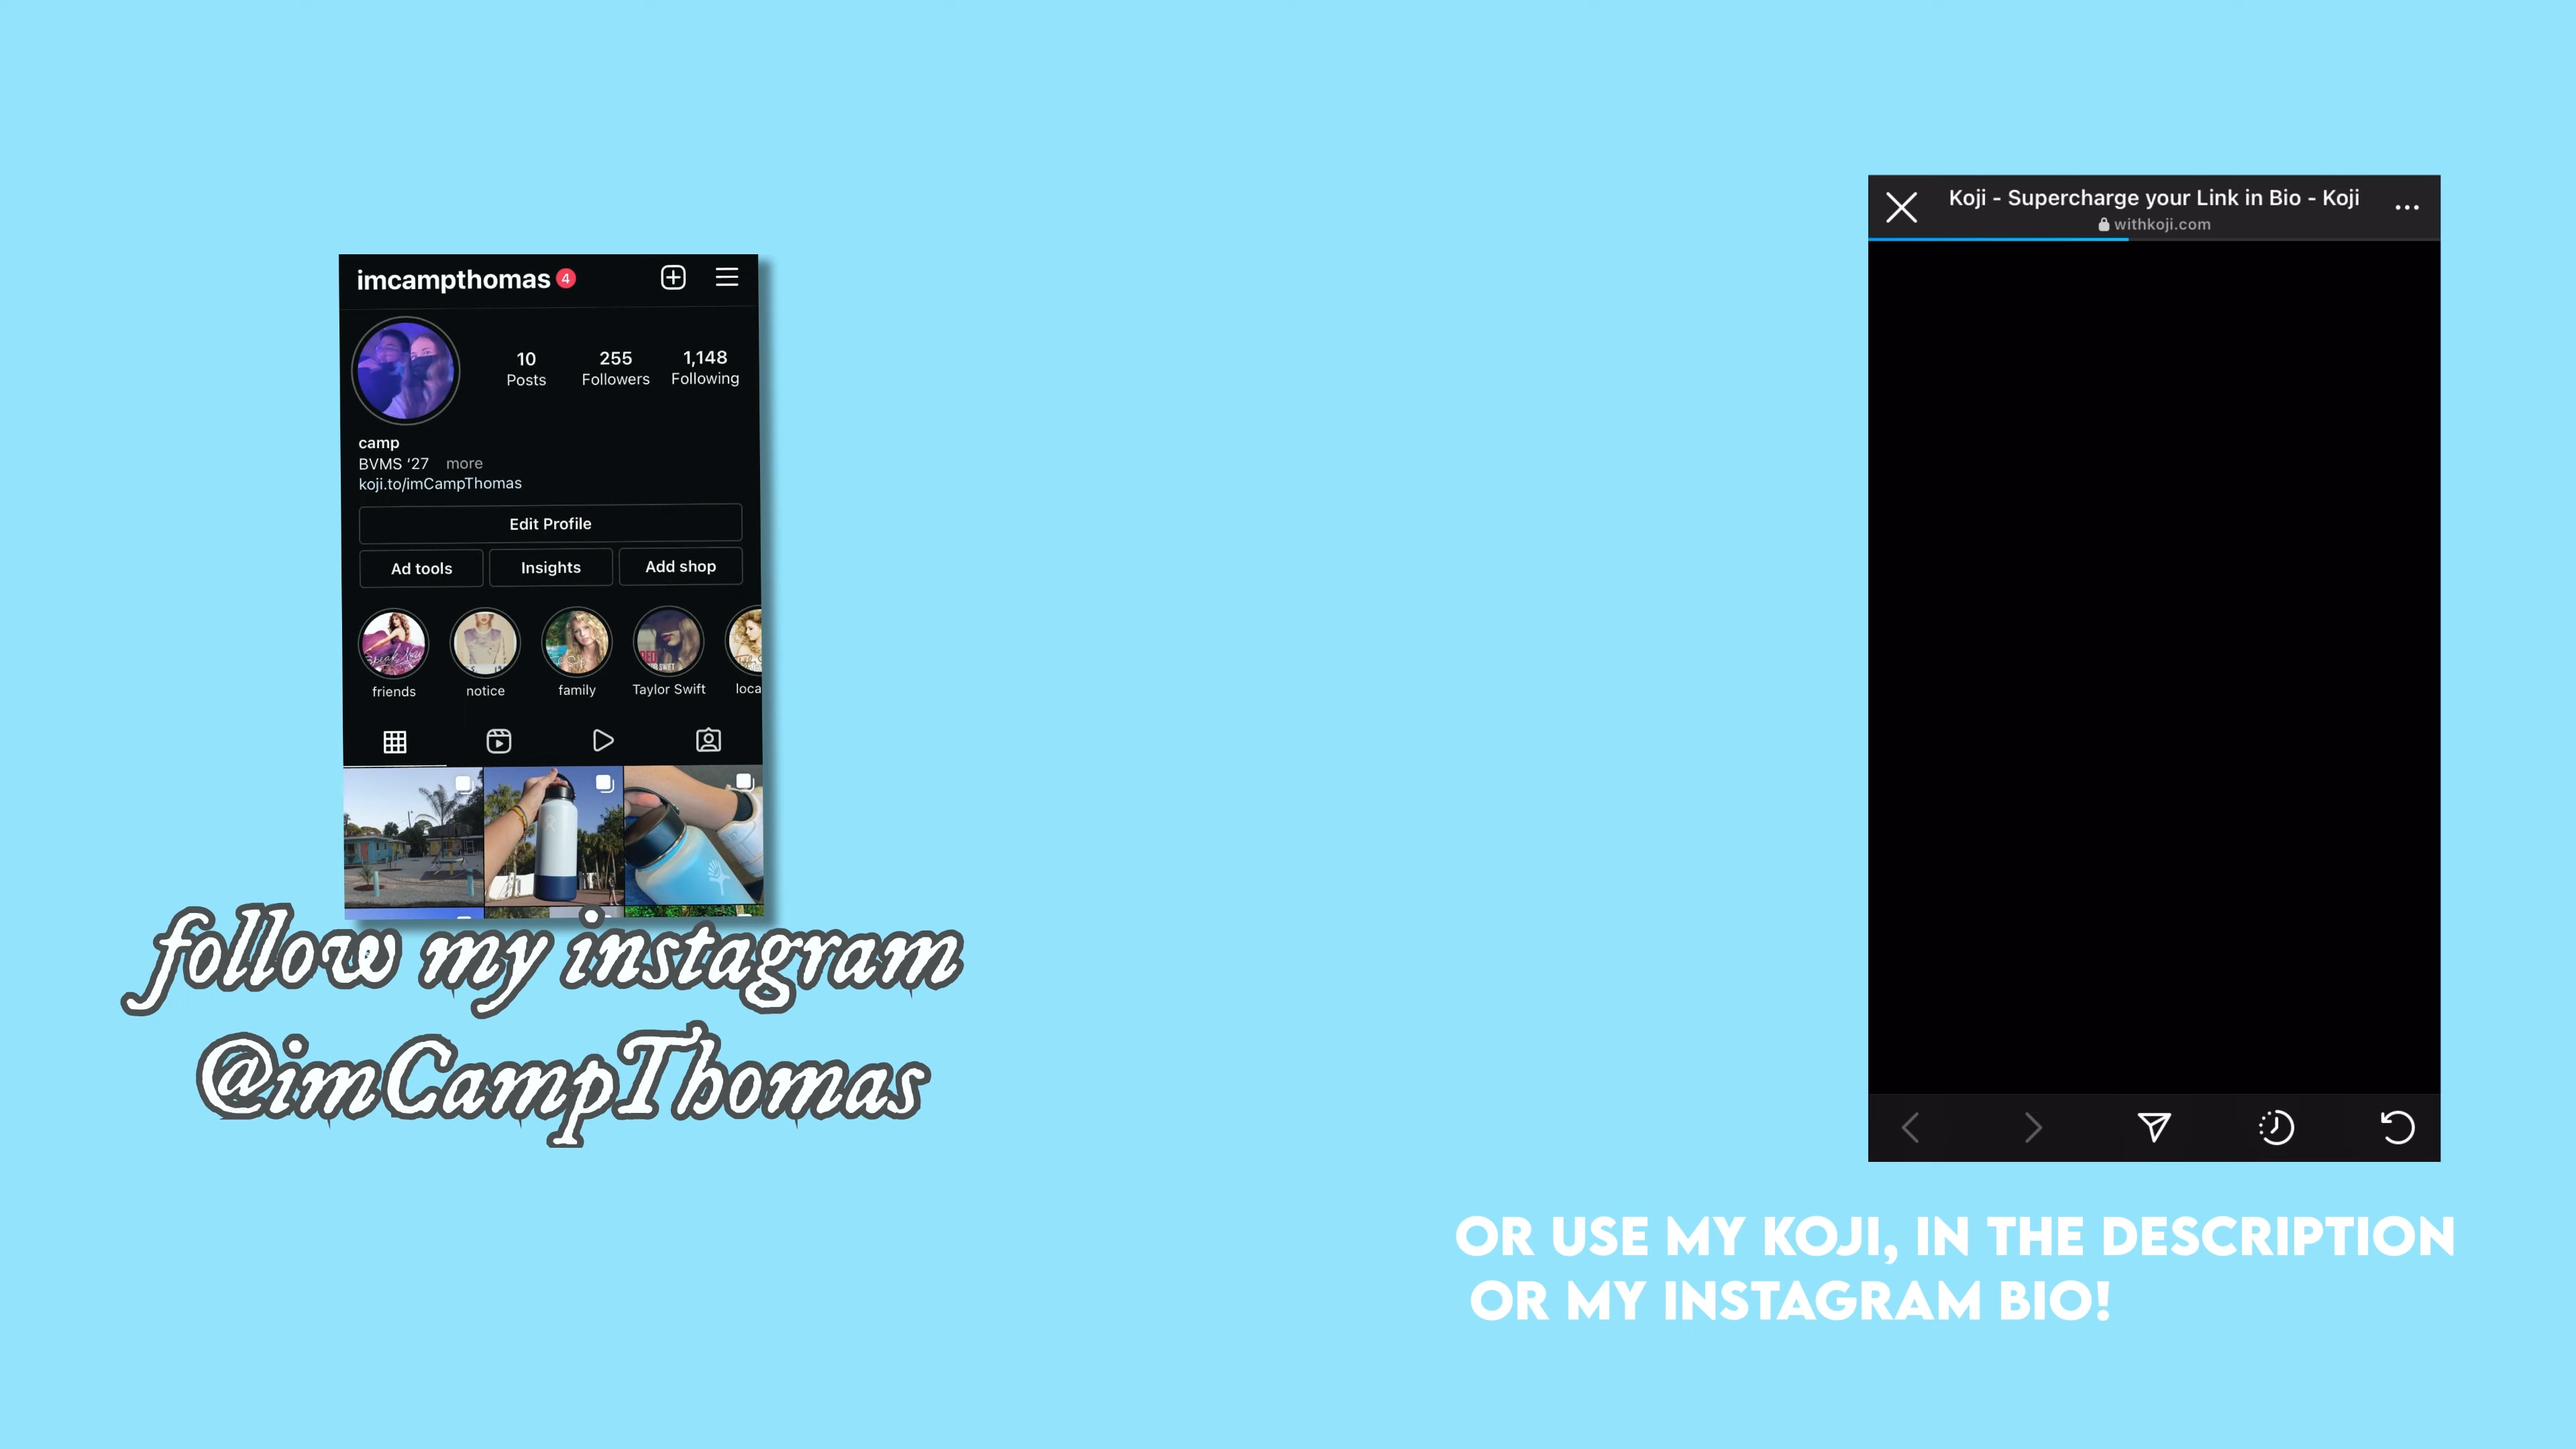 imcampthomas 4
10 255 1,148
Posts Followers Following
camp
BVMS ‘27 more
koji.to/imCampThomas
Edit Profile
Ad tools Insights Add shop
friends notice family Taylor Swift loca
follow my instagram
@imCampThomas
Koji - Supercharge your Link in Bio - Koji
withkoji.com
OR USE MY KOJI, IN THE DESCRIPTION
OR MY INSTAGRAM BIO!